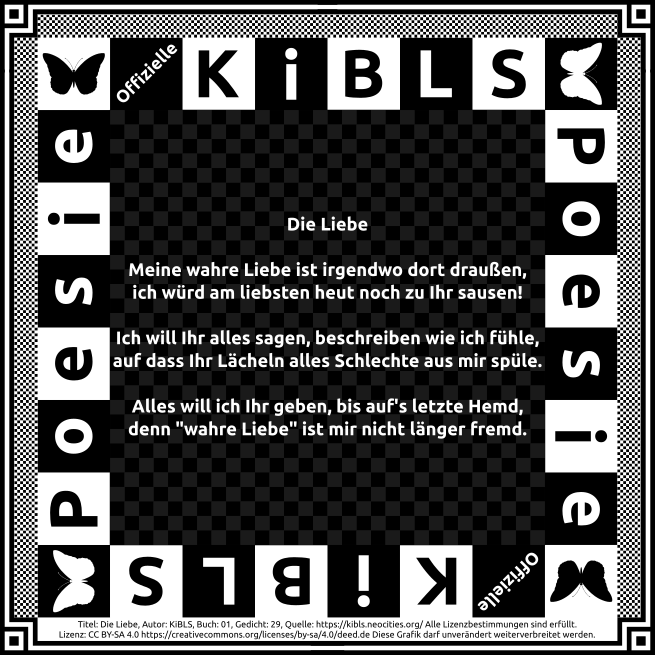 Offizielle KiBLS
Poesie
Poesie
Die Liebe
Meine wahre Liebe ist irgendwo dort draußen,
ich würd am liebsten heut noch zu Ihr sausen!
Ich will Ihr alles sagen, beschreiben wie ich fühle,
auf dass Ihr Lächeln alles Schlechte aus mir spüle.
Alles will ich Ihr geben, bis auf's letzte Hemd,
denn "wahre Liebe" ist mir nicht länger fremd.
Offizielle KiBLS
Titel: Die Liebe, Autor: KiBLS, Buch: 01, Gedicht: 29, Quelle: https://kibls.neocities.org/ Alle Lizenzbestimmungen sind erfüllt.
Lizenz: CC BY-SA 4.0 https://creativecommons.org/licenses/by-sa/4.0/deed.de Diese Grafik darf unverändert weiterverbreitet werden.